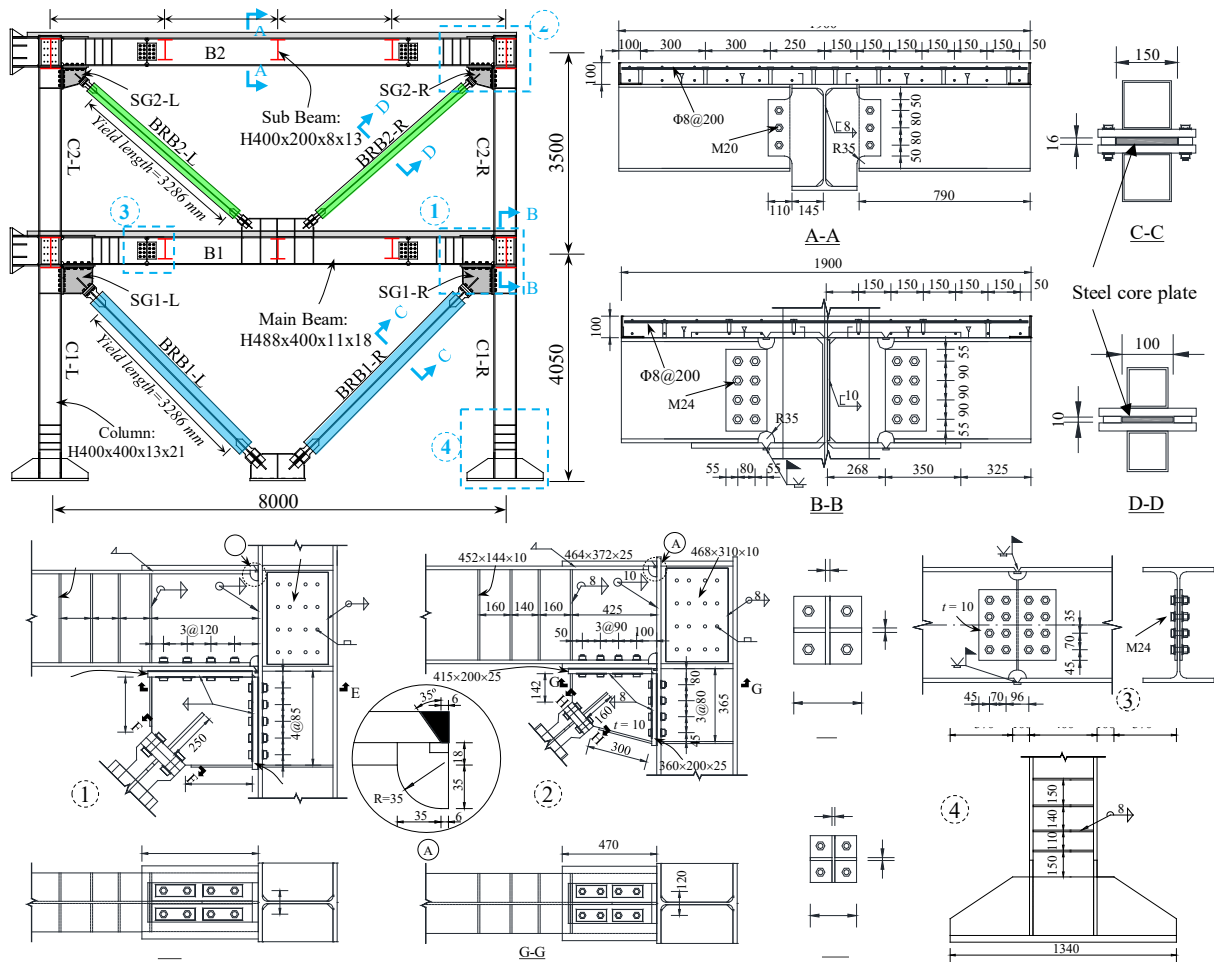 A
B2
A
2
SG2-L
SG2-R
Sub Beam:
H400x200x8x13
D
D
BRB2-L
BRB2-R
Yield length=3286 mm
C2-L
C2-R
3500
3
1
B
B1
B
SG1-L
SG1-R
Main Beam:
H488x400x11x18
C
C
BRB1-L
BRB1-R
Yield length=3286 mm
C1-L
C1-R
4050
Column:
H400x400x13x21
4
8000
1900
100 300 300 250 150 150 150 150 150 50
100
Φ8@200
8
M20
R35
50 80 80 50
110 145
790
A-A
150
16
C-C
1900
150 150 150 150 150 50
Steel core plate
100
Φ8@200
M24
10
R35
55 90 90 90 55
55 80 55
268 350 325
B-B
100
10
D-D
3@120
E
4@85
F
F
250
1
452×144×10
464×372×25
A
468×310×10
8
10
8
160 140 160 425
50 3@90 100
415×200×25
G
G
142
80
3@80
45
365
H
H
160
8
t = 10
300
360×200×25
2
35°
6
18
35
R=35
35
6
A
t = 10
35
70
45
M24
45 70 96
3
4
150
140
110
150
8
1340
470
120
G-G